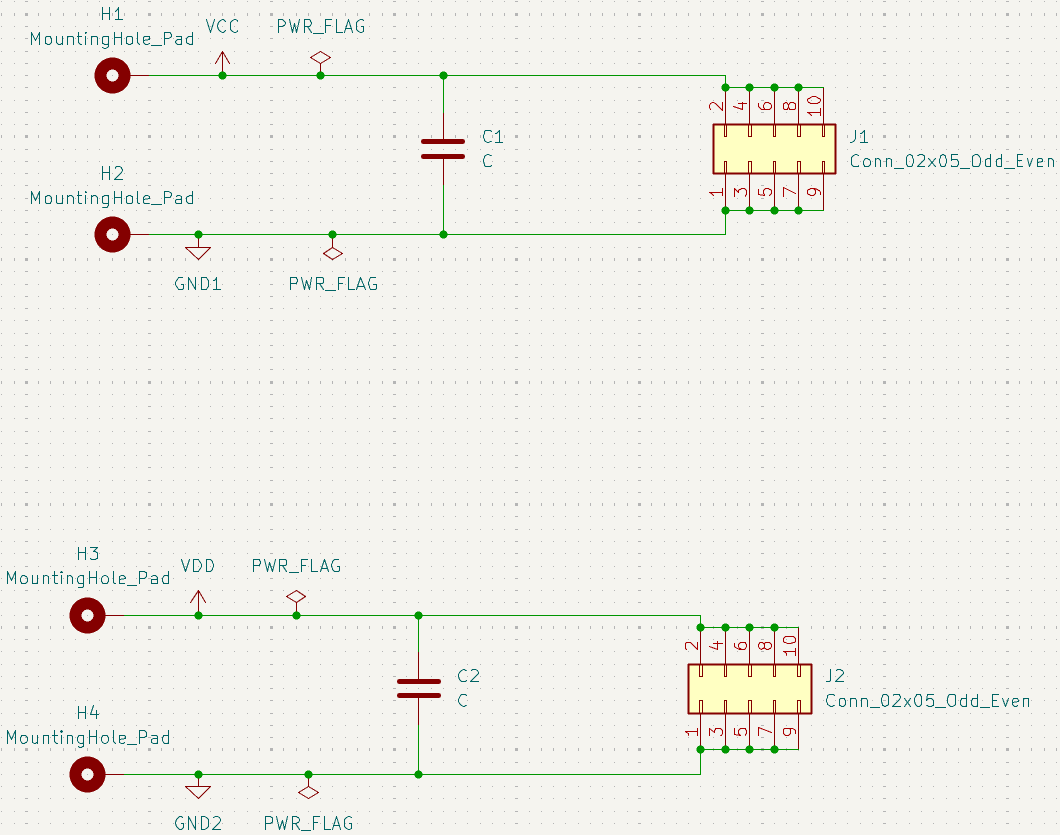 H1
MountingHole_Pad
VCC
PWR_FLAG
2
4
6
8
10
C1
C
J1
Conn_02x05_Odd_Even
H2
MountingHole_Pad
1
3
5
7
9
GND1
PWR_FLAG
H3
MountingHole_Pad
VDD
PWR_FLAG
2
4
6
8
10
C2
C
J2
Conn_02x05_Odd_Even
H4
MountingHole_Pad
1
3
5
7
9
GND2
PWR_FLAG